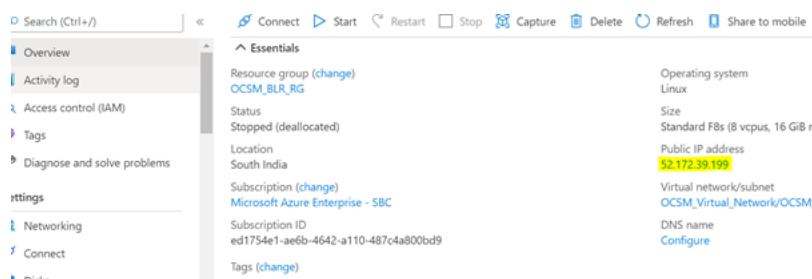 Search (Ctrl+/)
«
Connect Start Restart Stop Capture Delete Refresh Share to mobile
Overview
Activity log
Access control (IAM)
Tags
Diagnose and solve problems
ettings
Networking
Connect
Essentials
Resource group (change)
OCSM_BLR_RG
Status
Stopped (deallocated)
Location
South India
Subscription (change)
Microsoft Azure Enterprise - SBC
Subscription ID
ed1754e1-ae6b-4642-a110-487c4a800bd9
Tags (change)
Operating system
Linux
Size
Standard F8s (8 vcpus, 16 GiB
Public IP address
52.172.39.199
Virtual network/subnet
OCSM_Virtual_Network/OCSM_
DNS name
Configure